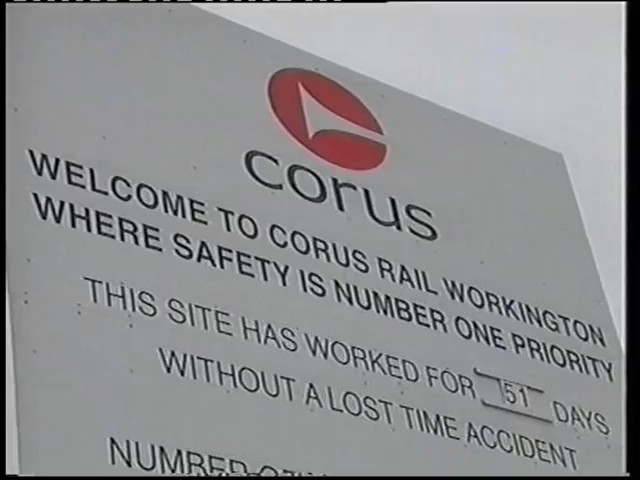 corus
WELCOME TO CORUS RAIL WORKINGTON
WHERE SAFETY IS NUMBER ONE PRIORITY
THIS SITE HAS WORKED FOR 51 DAYS
WITHOUT A LOST TIME ACCIDENT
NUMBER